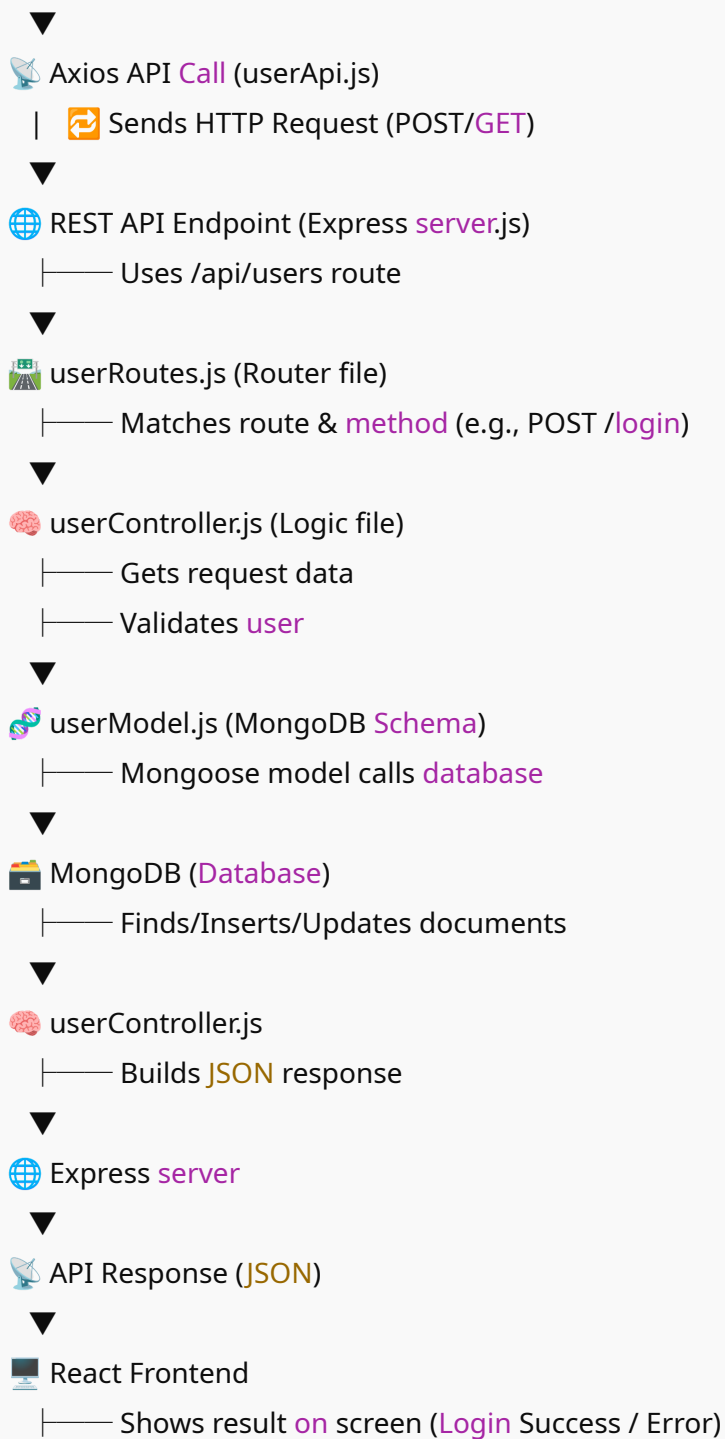 ▼
📡 Axios API Call (userApi.js)
| 🔁 Sends HTTP Request (POST/GET)
▼
🌐 REST API Endpoint (Express server.js)
├── Uses /api/users route
▼
🛣️ userRoutes.js (Router file)
├── Matches route & method (e.g., POST /login)
▼
🧠 userController.js (Logic file)
├── Gets request data
├── Validates user
▼
🧬 userModel.js (MongoDB Schema)
├── Mongoose model calls database
▼
🗃️ MongoDB (Database)
├── Finds/Inserts/Updates documents
▼
🧠 userController.js
├── Builds JSON response
▼
🌐 Express server
▼
📡 API Response (JSON)
▼
🖥️ React Frontend
├── Shows result on screen (Login Success / Error)